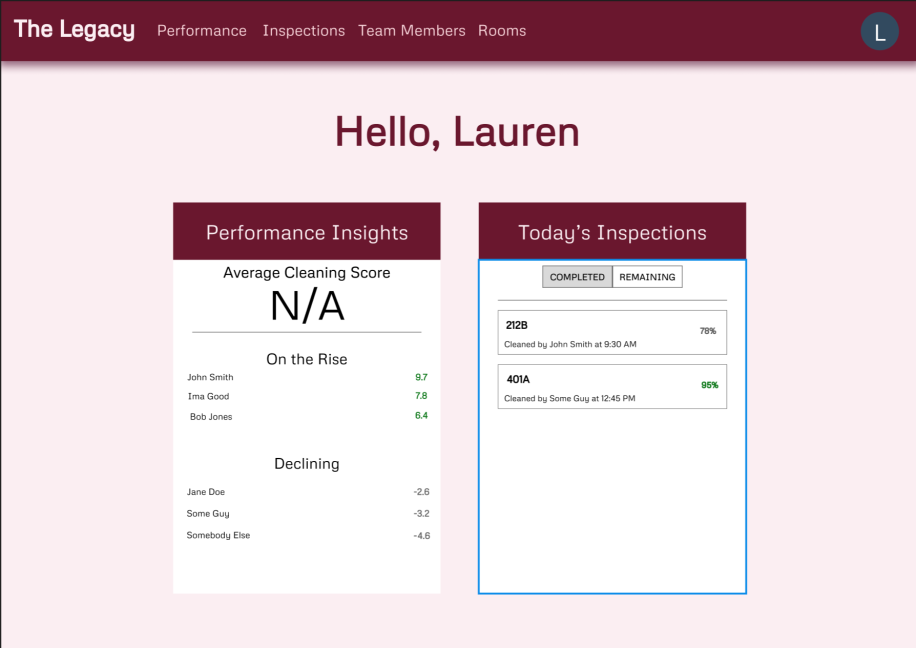 The Legacy Performance Inspections Team Members Rooms L
Hello, Lauren
Performance Insights
Average Cleaning Score
N/A
On the Rise
John Smith 9.7
Ima Good 7.8
Bob Jones 6.4
Declining
Jane Doe -2.6
Some Guy -3.2
Somebody Else -4.6
Today's Inspections
COMPLETED REMAINING
212B 78%
Cleaned by John Smith at 9:30 AM
401A 95%
Cleaned by Some Guy at 12:45 PM